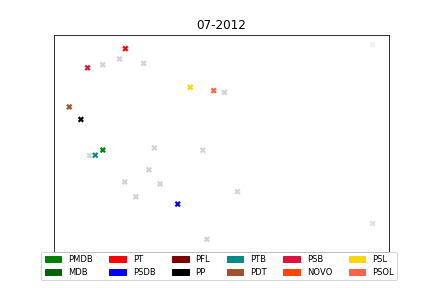 07-2012
PMDB PT PFL PTB PSB PSL
MDB PSDB PP PDT NOVO PSOL